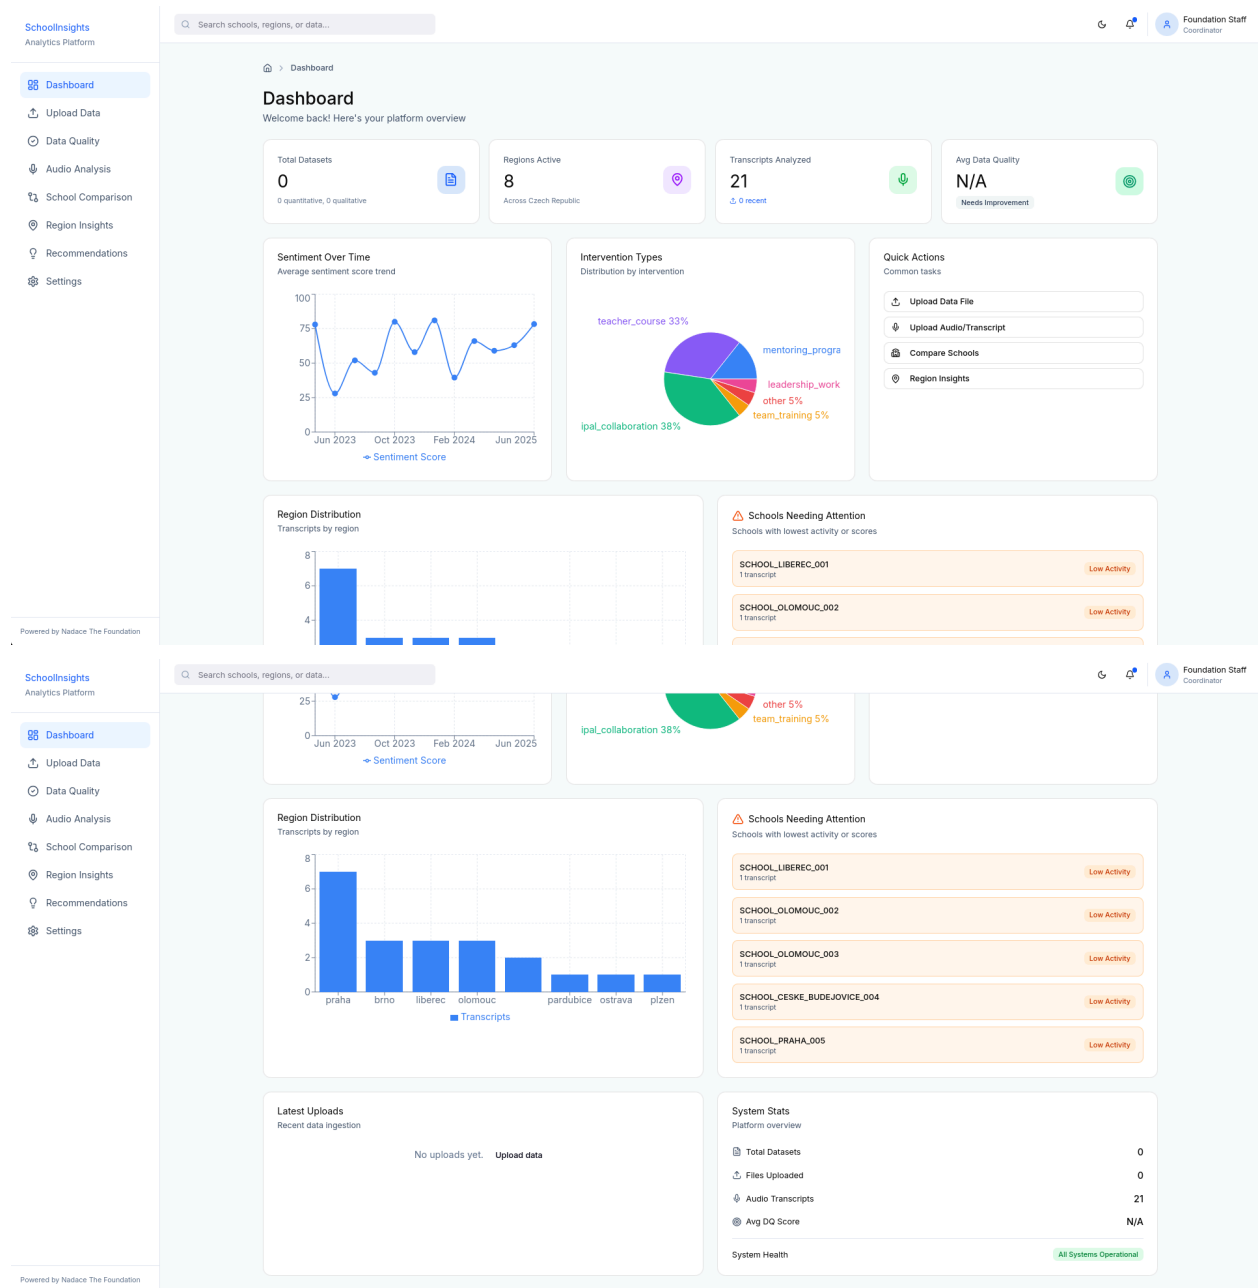 SchoolInsights
Analytics Platform
Dashboard
Upload Data
Data Quality
Audio Analysis
School Comparison
Region Insights
Recommendations
Settings
Powered by Nadace The Foundation
Search schools, regions, or data...
Foundation Staff
Coordinator
Dashboard
Dashboard
Welcome back! Here's your platform overview
Total Datasets
0
0 quantitative, 0 qualitative
Regions Active
8
Across Czech Republic
Transcripts Analyzed
21
0 recent
Avg Data Quality
N/A
Needs Improvement
Sentiment Over Time
Average sentiment score trend
100
75
50
25
0
Jun 2023 Oct 2023 Feb 2024 Jun 2025
Sentiment Score
Intervention Types
Distribution by intervention
teacher_course 33%
mentoring_progra
leadership_work
other 5%
team_training 5%
ipal_collaboration 38%
Quick Actions
Common tasks
Upload Data File
Upload Audio/Transcript
Compare Schools
Region Insights
Region Distribution
Transcripts by region
8
6
4
Schools Needing Attention
Schools with lowest activity or scores
SCHOOL_LIBEREC_001
1 transcript
Low Activity
SCHOOL_OLOMOUC_002
1 transcript
Low Activity
SchoolInsights
Analytics Platform
Dashboard
Upload Data
Data Quality
Audio Analysis
School Comparison
Region Insights
Recommendations
Settings
Powered by Nadace The Foundation
Search schools, regions, or data...
Foundation Staff
Coordinator
25
0
Jun 2023 Oct 2023 Feb 2024 Jun 2025
Sentiment Score
other 5%
team_training 5%
ipal_collaboration 38%
Region Distribution
Transcripts by region
8
6
4
2
0
praha brno liberec olomouc pardubice ostrava plzen
Transcripts
Schools Needing Attention
Schools with lowest activity or scores
SCHOOL_LIBEREC_001
1 transcript
Low Activity
SCHOOL_OLOMOUC_002
1 transcript
Low Activity
SCHOOL_OLOMOUC_003
1 transcript
Low Activity
SCHOOL_CESKE_BUDEJOVICE_004
1 transcript
Low Activity
SCHOOL_PRAHA_005
1 transcript
Low Activity
Latest Uploads
Recent data ingestion
No uploads yet. Upload data
System Stats
Platform overview
Total Datasets 0
Files Uploaded 0
Audio Transcripts 21
Avg DQ Score N/A
System Health All Systems Operational